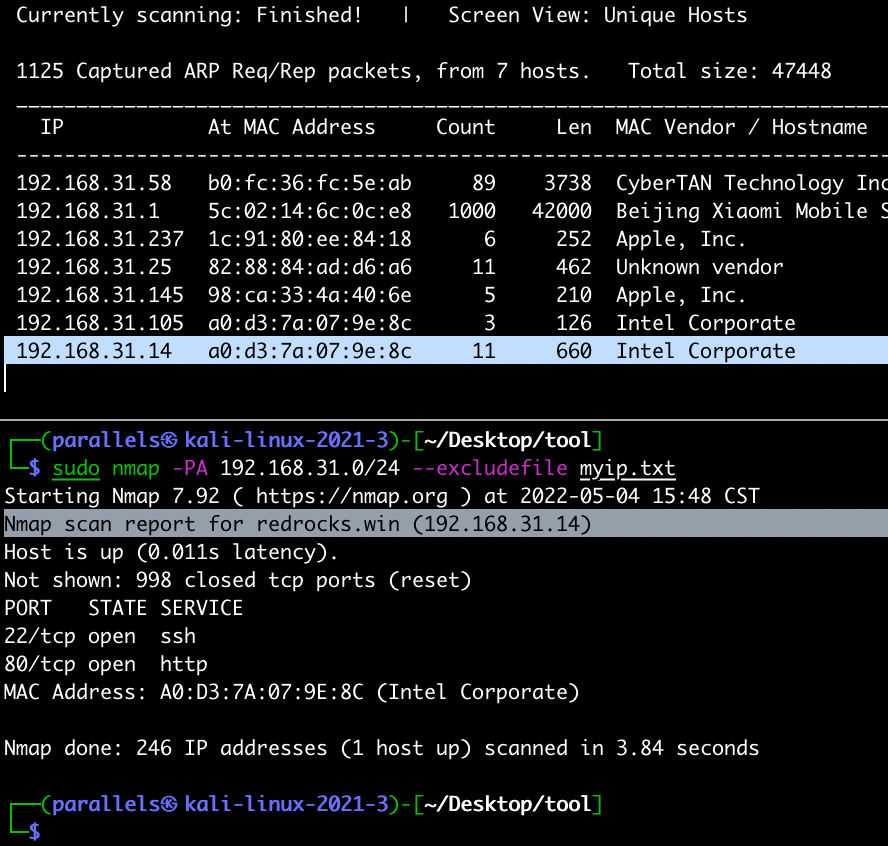 Currently scanning: Finished!   |   Screen View: Unique Hosts
1125 Captured ARP Req/Rep packets, from 7 hosts.   Total size: 47448
_____________________________________________________________________________
  IP            At MAC Address     Count     Len  MAC Vendor / Hostname
-----------------------------------------------------------------------------
192.168.31.58   b0:fc:36:fc:5e:ab     89    3738  CyberTAN Technology Inc
192.168.31.1    5c:02:14:6c:0c:e8   1000   42000  Beijing Xiaomi Mobile S
192.168.31.237  1c:91:80:ee:84:18      6     252  Apple, Inc.
192.168.31.25   82:88:84:ad:d6:a6     11     462  Unknown vendor
192.168.31.145  98:ca:33:4a:40:6e      5     210  Apple, Inc.
192.168.31.105  a0:d3:7a:07:9e:8c      3     126  Intel Corporate
192.168.31.14   a0:d3:7a:07:9e:8c     11     660  Intel Corporate
┌──(parallels㉿kali-linux-2021-3)-[~/Desktop/tool]
└─$ sudo nmap -PA 192.168.31.0/24 --excludefile myip.txt
Starting Nmap 7.92 ( https://nmap.org ) at 2022-05-04 15:48 CST
Nmap scan report for redrocks.win (192.168.31.14)
Host is up (0.011s latency).
Not shown: 998 closed tcp ports (reset)
PORT   STATE SERVICE
22/tcp open  ssh
80/tcp open  http
MAC Address: A0:D3:7A:07:9E:8C (Intel Corporate)
Nmap done: 246 IP addresses (1 host up) scanned in 3.84 seconds
┌──(parallels㉿kali-linux-2021-3)-[~/Desktop/tool]
└─$